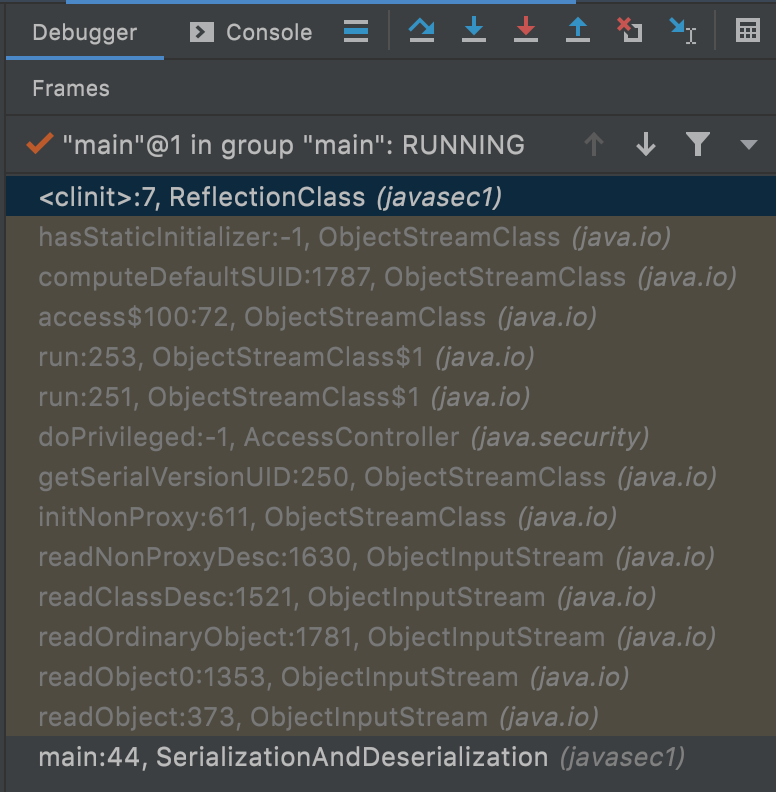 Debugger Console
Frames
"main"@1 in group "main": RUNNING
<clinit>:7, ReflectionClass (javasec1)
hasStaticInitializer:-1, ObjectStreamClass (java.io)
computeDefaultSUID:1787, ObjectStreamClass (java.io)
access$100:72, ObjectStreamClass (java.io)
run:253, ObjectStreamClass$1 (java.io)
run:251, ObjectStreamClass$1 (java.io)
doPrivileged:-1, AccessController (java.security)
getSerialVersionUID:250, ObjectStreamClass (java.io)
initNonProxy:611, ObjectStreamClass (java.io)
readNonProxyDesc:1630, ObjectInputStream (java.io)
readClassDesc:1521, ObjectInputStream (java.io)
readOrdinaryObject:1781, ObjectInputStream (java.io)
readObject0:1353, ObjectInputStream (java.io)
readObject:373, ObjectInputStream (java.io)
main:44, SerializationAndDeserialization (javasec1)